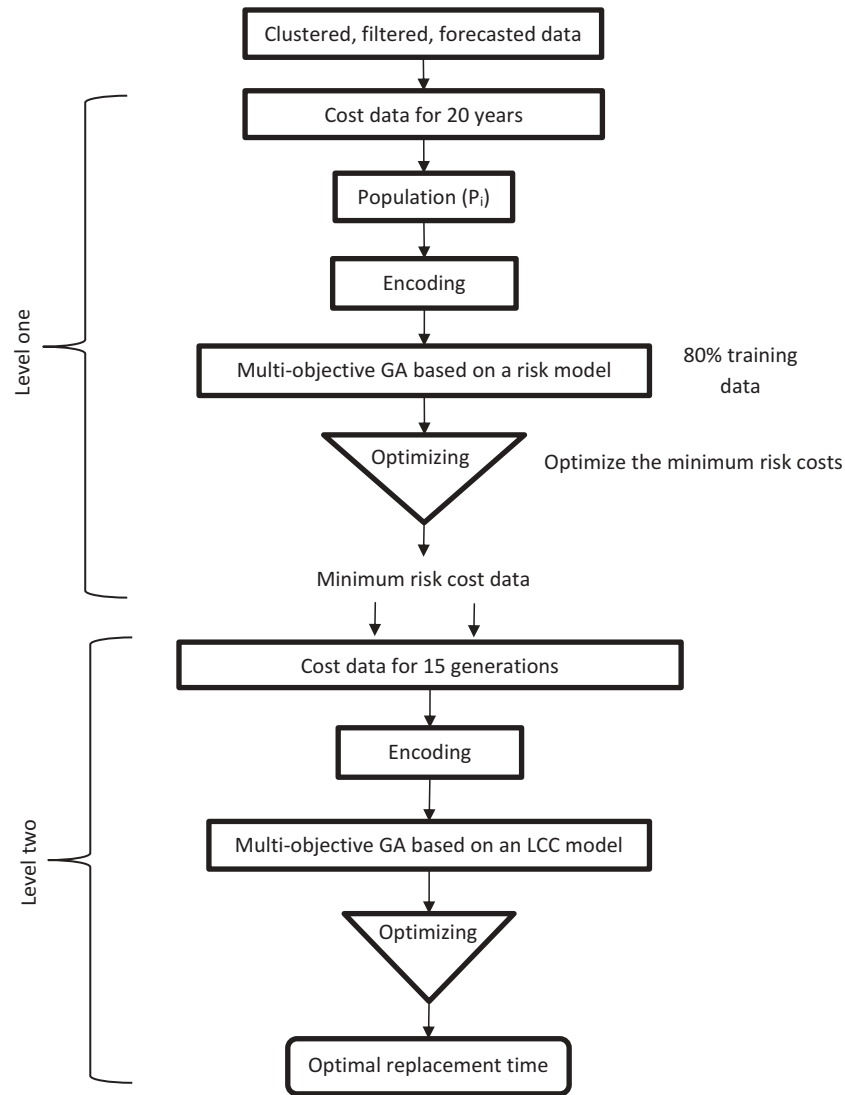 Clustered, filtered, forecasted data
Cost data for 20 years
Population (Pᵢ)
Encoding
Level one
Multi-objective GA based on a risk model
80% training
data
Optimizing
Optimize the minimum risk costs
Minimum risk cost data
Cost data for 15 generations
Encoding
Level two
Multi-objective GA based on an LCC model
Optimizing
Optimal replacement time